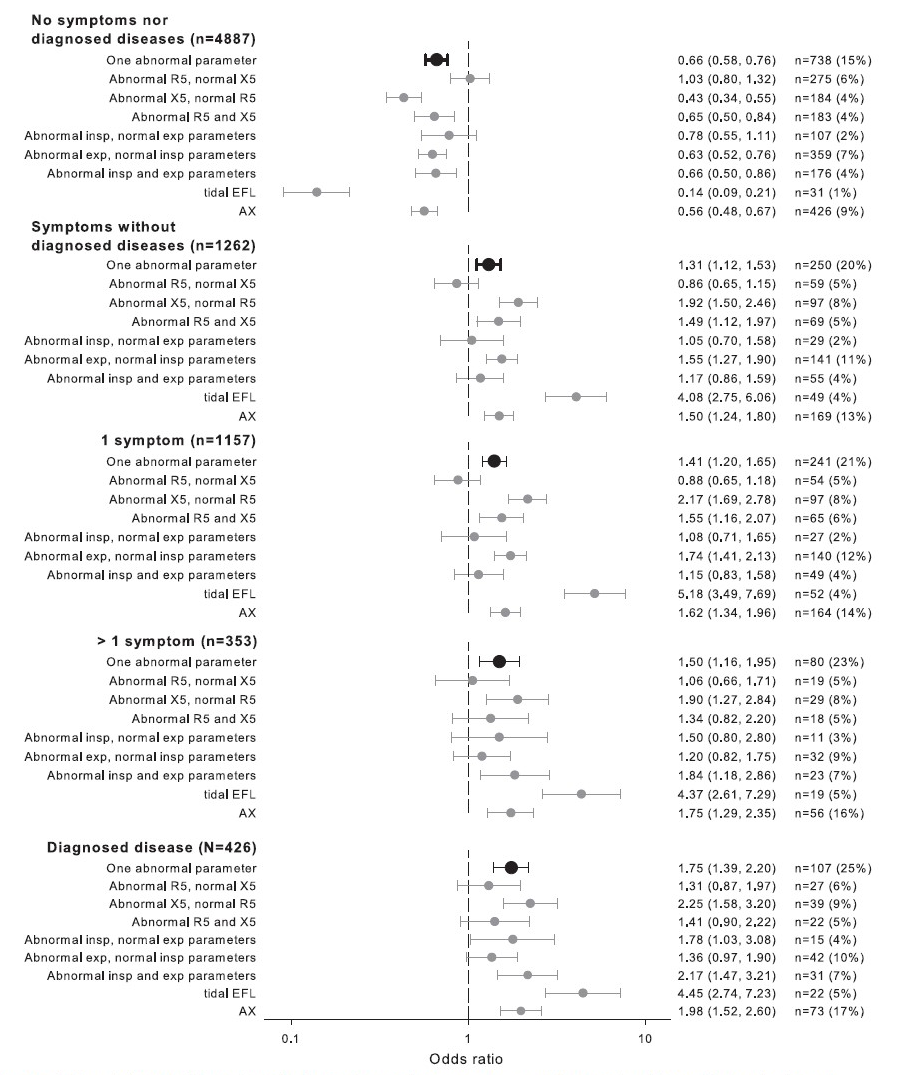 No symptoms nor
diagnosed diseases (n=4887)
One abnormal parameter 0.66 (0.58, 0.76) n=738 (15%)
Abnormal R5, normal X5 1.03 (0.80, 1.32) n=275 (6%)
Abnormal X5, normal R5 0.43 (0.34, 0.55) n=184 (4%)
Abnormal R5 and X5 0.65 (0.50, 0.84) n=183 (4%)
Abnormal insp, normal exp parameters 0.78 (0.55, 1.11) n=107 (2%)
Abnormal exp, normal insp parameters 0.63 (0.52, 0.76) n=359 (7%)
Abnormal insp and exp parameters 0.66 (0.50, 0.86) n=176 (4%)
tidal EFL 0.14 (0.09, 0.21) n=31 (1%)
AX 0.56 (0.48, 0.67) n=426 (9%)
Symptoms without
diagnosed diseases (n=1262)
One abnormal parameter 1.31 (1.12, 1.53) n=250 (20%)
Abnormal R5, normal X5 0.86 (0.65, 1.15) n=59 (5%)
Abnormal X5, normal R5 1.92 (1.50, 2.46) n=97 (8%)
Abnormal R5 and X5 1.49 (1.12, 1.97) n=69 (5%)
Abnormal insp, normal exp parameters 1.05 (0.70, 1.58) n=29 (2%)
Abnormal exp, normal insp parameters 1.55 (1.27, 1.90) n=141 (11%)
Abnormal insp and exp parameters 1.17 (0.86, 1.59) n=55 (4%)
tidal EFL 4.08 (2.75, 6.06) n=49 (4%)
AX 1.50 (1.24, 1.80) n=169 (13%)
1 symptom (n=1157)
One abnormal parameter 1.41 (1.20, 1.65) n=241 (21%)
Abnormal R5, normal X5 0.88 (0.65, 1.18) n=54 (5%)
Abnormal X5, normal R5 2.17 (1.69, 2.78) n=97 (8%)
Abnormal R5 and X5 1.55 (1.16, 2.07) n=65 (6%)
Abnormal insp, normal exp parameters 1.08 (0.71, 1.65) n=27 (2%)
Abnormal exp, normal insp parameters 1.74 (1.41, 2.13) n=140 (12%)
Abnormal insp and exp parameters 1.15 (0.83, 1.58) n=49 (4%)
tidal EFL 5.18 (3.49, 7.69) n=52 (4%)
AX 1.62 (1.34, 1.96) n=164 (14%)
> 1 symptom (n=353)
One abnormal parameter 1.50 (1.16, 1.95) n=80 (23%)
Abnormal R5, normal X5 1.06 (0.66, 1.71) n=19 (5%)
Abnormal X5, normal R5 1.90 (1.27, 2.84) n=29 (8%)
Abnormal R5 and X5 1.34 (0.82, 2.20) n=18 (5%)
Abnormal insp, normal exp parameters 1.50 (0.80, 2.80) n=11 (3%)
Abnormal exp, normal insp parameters 1.20 (0.82, 1.75) n=32 (9%)
Abnormal insp and exp parameters 1.84 (1.18, 2.86) n=23 (7%)
tidal EFL 4.37 (2.61, 7.29) n=19 (5%)
AX 1.75 (1.29, 2.35) n=56 (16%)
Diagnosed disease (N=426)
One abnormal parameter 1.75 (1.39, 2.20) n=107 (25%)
Abnormal R5, normal X5 1.31 (0.87, 1.97) n=27 (6%)
Abnormal X5, normal R5 2.25 (1.58, 3.20) n=39 (9%)
Abnormal R5 and X5 1.41 (0.90, 2.22) n=22 (5%)
Abnormal insp, normal exp parameters 1.78 (1.03, 3.08) n=15 (4%)
Abnormal exp, normal insp parameters 1.36 (0.97, 1.90) n=42 (10%)
Abnormal insp and exp parameters 2.17 (1.47, 3.21) n=31 (7%)
tidal EFL 4.45 (2.74, 7.23) n=22 (5%)
AX 1.98 (1.52, 2.60) n=73 (17%)
0.1 1 10
Odds ratio